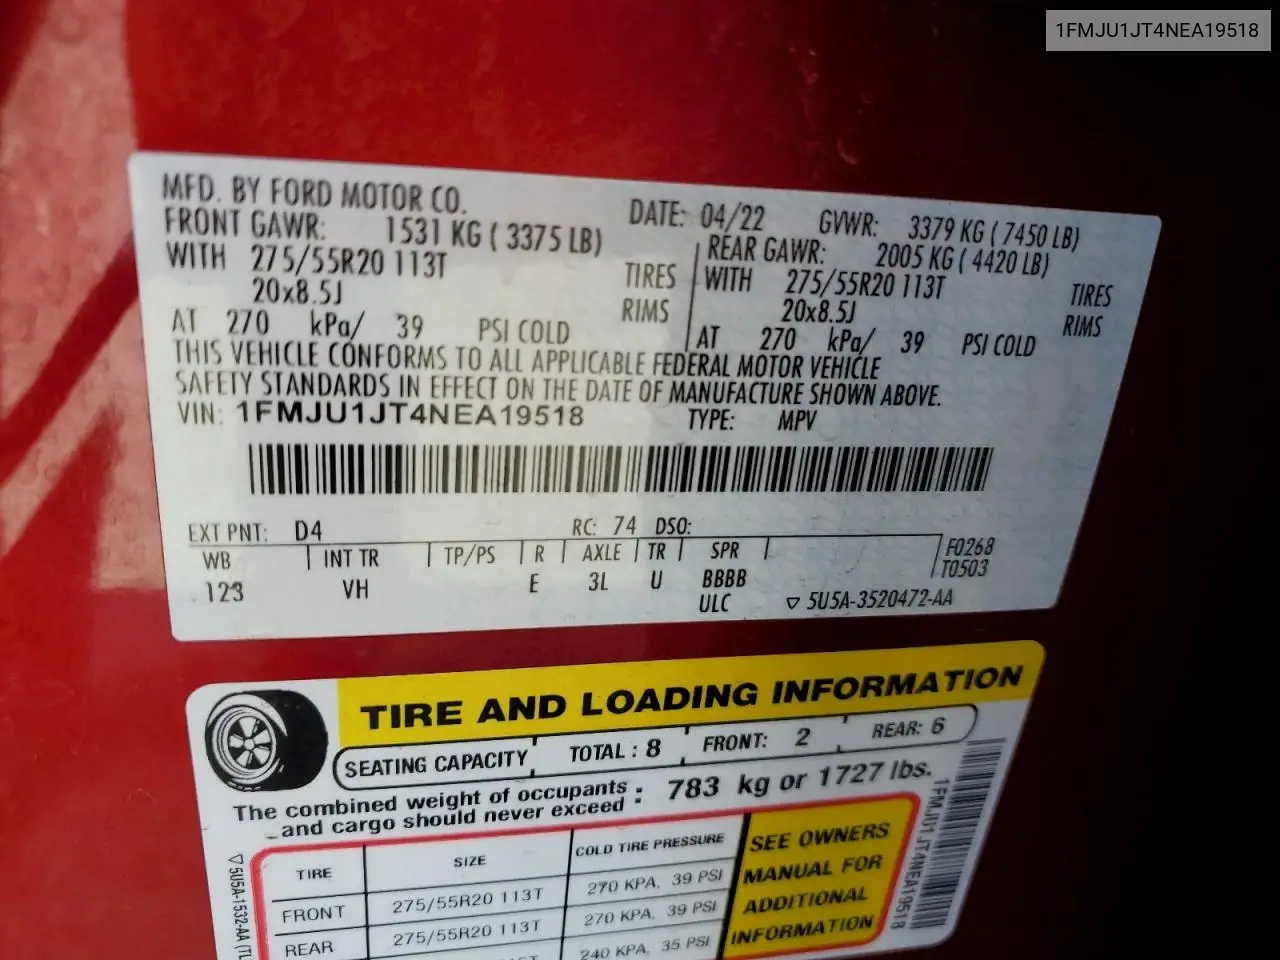 1FMJU1JT4NEA19518
MFD. BY FORD MOTOR CO.
DATE: 04/22 GVWR: 3379 KG ( 7450 LB)
FRONT GAWR: 1531 KG ( 3375 LB)
REAR GAWR: 2005 KG ( 4420 LB)
WITH 275/55R20 113T TIRES
WITH 275/55R20 113T TIRES
20x8.5J RIMS
20x8.5J RIMS
AT 270 kPa/ 39 PSI COLD
AT 270 kPa/ 39 PSI COLD
THIS VEHICLE CONFORMS TO ALL APPLICABLE FEDERAL MOTOR VEHICLE
SAFETY STANDARDS IN EFFECT ON THE DATE OF MANUFACTURE SHOWN ABOVE.
VIN: 1FMJU1JT4NEA19518 TYPE: MPV
EXT PNT: D4 RC: 74 DSO:
WB INT TR TP/PS R AXLE TR SPR F0268
T0503
123 VH E 3L U BBBB
ULC ▽ 5U5A-3520472-AA
TIRE AND LOADING INFORMATION
SEATING CAPACITY TOTAL : 8 FRONT: 2 REAR: 6
The combined weight of occupants : 783 kg or 1727 lbs.
and cargo should never exceed :
TIRE SIZE COLD TIRE PRESSURE
FRONT 275/55R20 113T 270 KPA, 39 PSI
REAR 275/55R20 113T 270 KPA, 39 PSI
240 KPA, 35 PSI
SEE OWNERS
MANUAL FOR
ADDITIONAL
INFORMATION
1FMJU1JT4NEA19518
▽5U5A-1532-AA